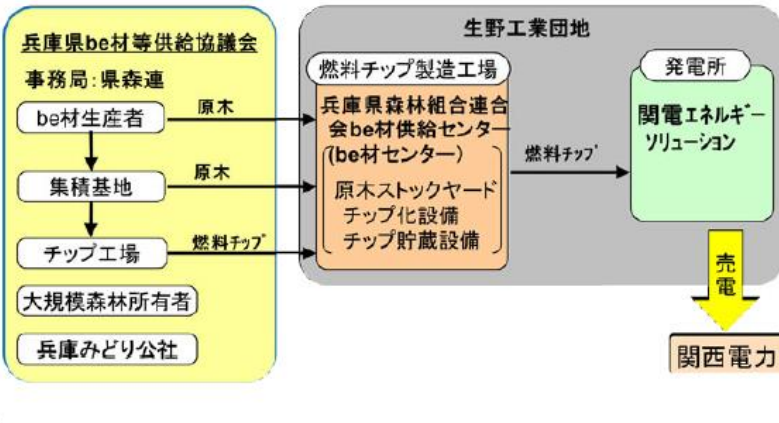 兵庫県be材等供給協議会
事務局:県森連
be材生産者
集積基地
チップ工場
大規模森林所有者
兵庫みどり公社
原木
原木
燃料チップ
生野工業団地
燃料チップ製造工場
兵庫県森林組合連合
会be材供給センター
(be材センター)
原木ストックヤード
チップ化設備
チップ貯蔵設備
燃料チップ
発電所
関電エネルギー
ソリューション
売
電
関西電力